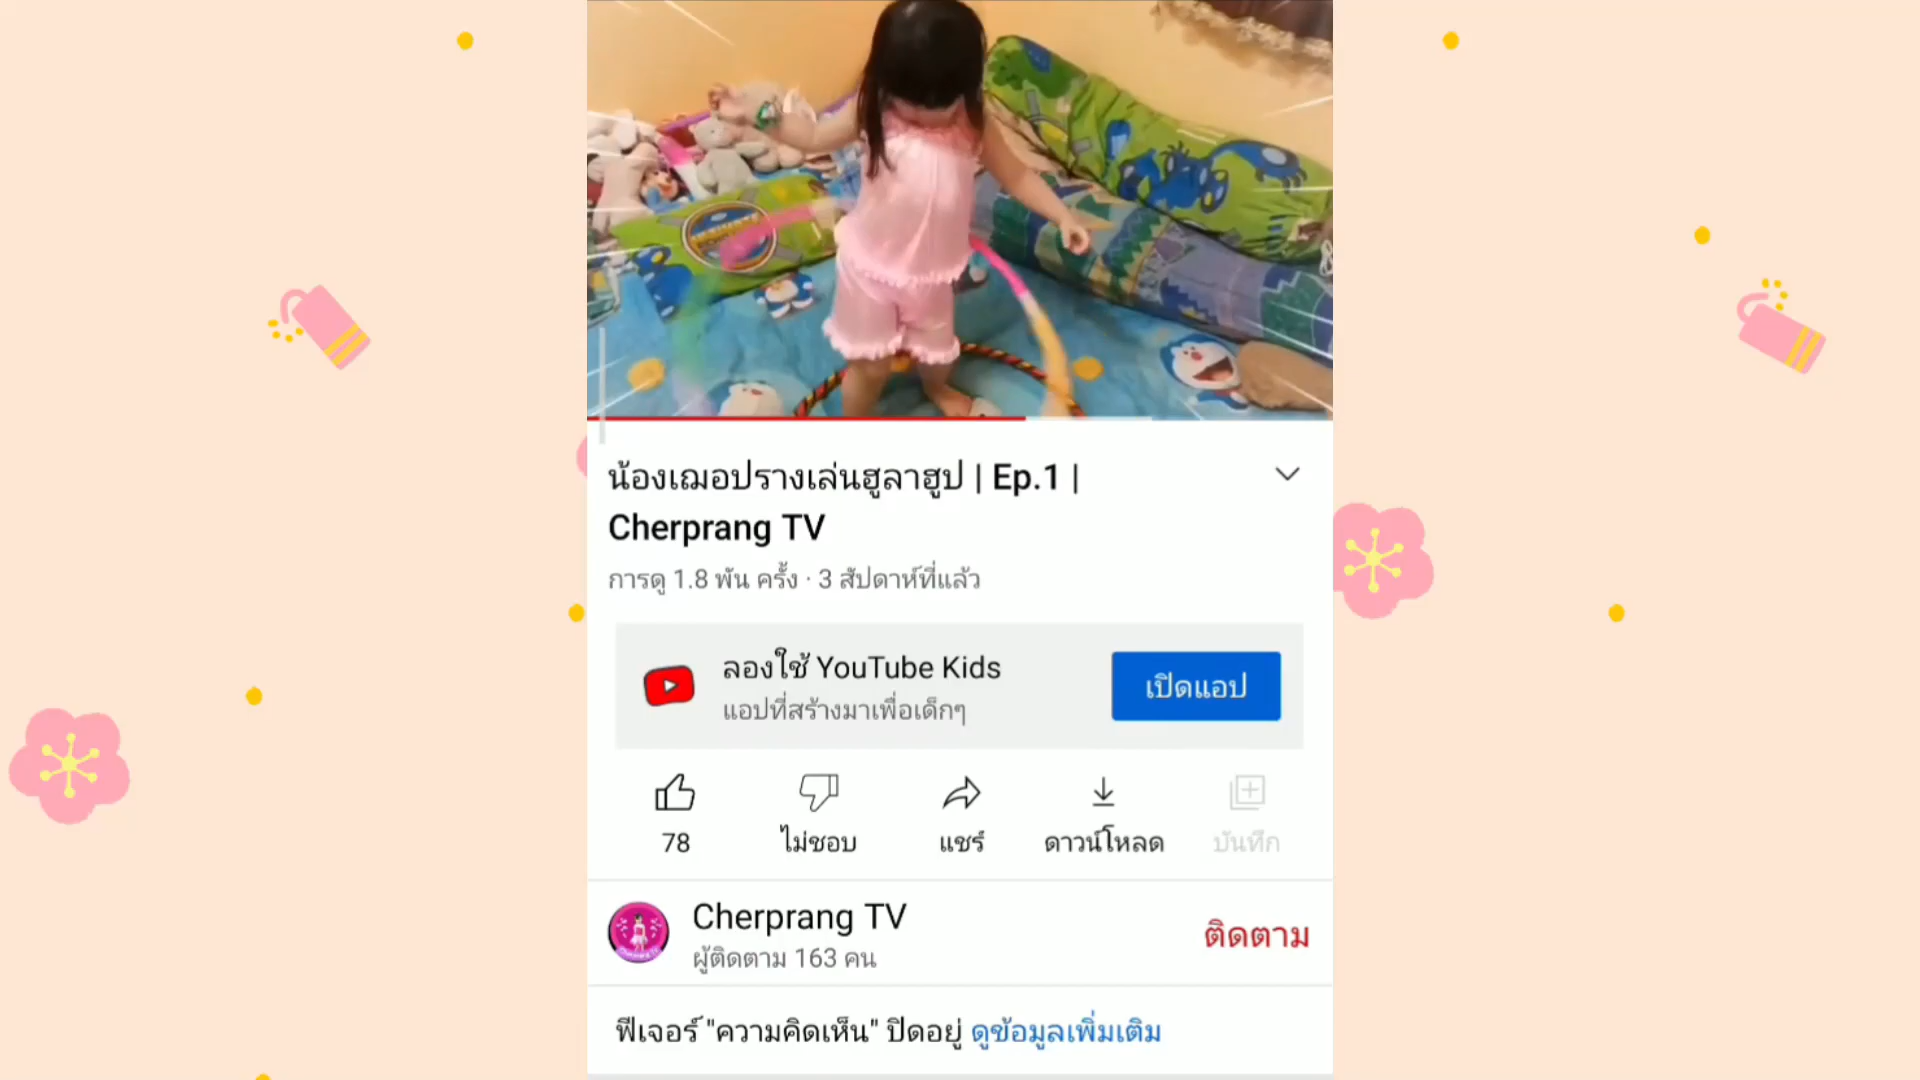 น้องเฌอปรางเล่นฮูลาฮูป | Ep.1 |
Cherprang TV
การดู 1.8 พัน ครั้ง · 3 สัปดาห์ที่แล้ว
ลองใช้ YouTube Kids
แอปที่สร้างมาเพื่อเด็กๆ
เปิดแอป
78
ไม่ชอบ
แชร์
ดาวน์โหลด
บันทึก
Cherprang TV
ผู้ติดตาม 163 คน
ติดตาม
ฟีเจอร์ "ความคิดเห็น" ปิดอยู่ ดูข้อมูลเพิ่มเติม